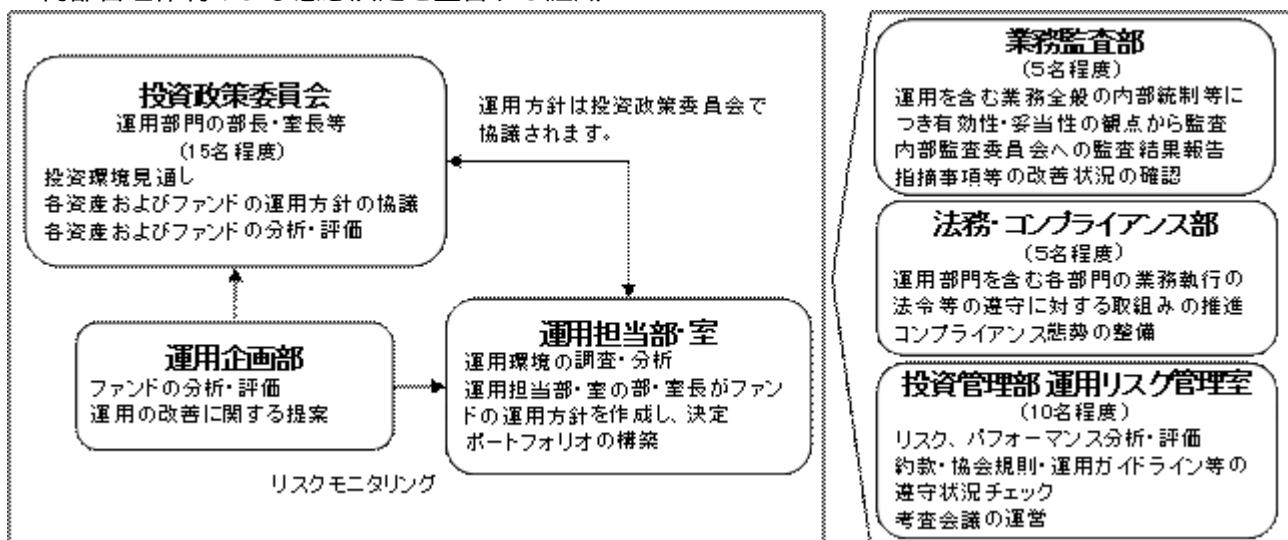 投資政策委員会
運用部門の部長・室長等
(15名程度)
投資環境見通し
各資産およびファンドの運用方針の協議
各資産およびファンドの分析・評価
運用方針は投資政策委員会で
協議されます。
運用企画部
ファンドの分析・評価
運用の改善に関する提案
運用担当部・室
運用環境の調査・分析
運用担当部・室の部・室長がファン
ドの運用方針を作成し、決定
ポートフォリオの構築
リスクモニタリング
業務監査部
(5名程度)
運用を含む業務全般の内部統制等に
つき有効性・妥当性の観点から監査
内部監査委員会への監査結果報告
指摘事項等の改善状況の確認
法務・コンプライアンス部
(5名程度)
運用部門を含む各部門の業務執行の
法令等の遵守に対する取組みの推進
コンプライアンス態勢の整備
投資管理部 運用リスク管理室
(10名程度)
リスク、パフォーマンス分析・評価
約款・協会規則・運用ガイドライン等の
遵守状況チェック
考査会議の運営